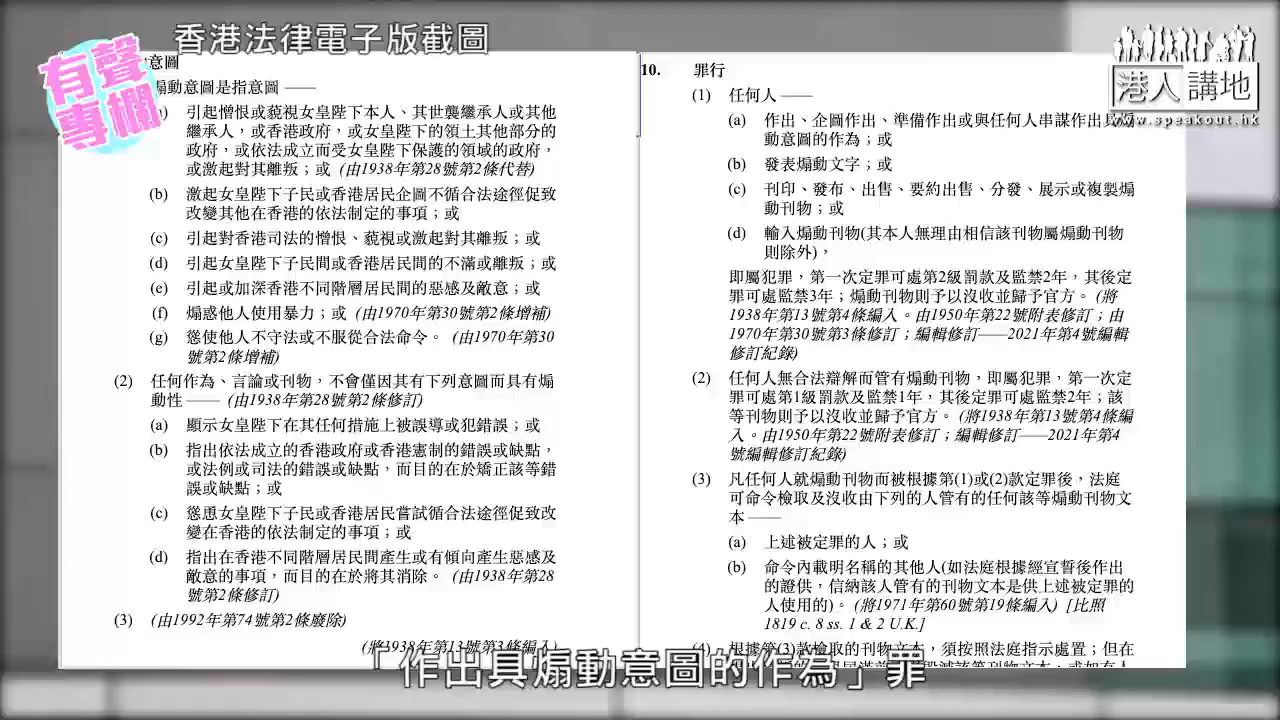 香港法律電子版截圖
有聲
專欄
港人講地
www.speakout.hk
意圖
煽動意圖是指意圖 ——
引起憎恨或藐視女皇陛下本人、其世襲繼承人或其他
繼承人，或香港政府，或女皇陛下的領土其他部分的
政府，或依法成立而受女皇陛下保護的領域的政府，
或激起對其離叛；或 (由1938年第28號第2條代替)
(b) 激起女皇陛下子民或香港居民企圖不循合法途徑促致
改變其他在香港的依法制定的事項；或
(c) 引起對香港司法的憎恨、藐視或激起對其離叛；或
(d) 引起女皇陛下子民間或香港居民間的不滿或離叛；或
(e) 引起或加深香港不同階層居民間的惡感及敵意；或
(f) 煽惑他人使用暴力；或 (由1970年第30號第2條增補)
(g) 慫使他人不守法或不服從合法命令。 (由1970年第30
號第2條增補)
(2) 任何作為、言論或刊物，不會僅因其有下列意圖而具有煽
動性 —— (由1938年第28號第2條修訂)
(a) 顯示女皇陛下在其任何措施上被誤導或犯錯誤；或
(b) 指出依法成立的香港政府或香港憲制的錯誤或缺點，
或法例或司法的錯誤或缺點，而目的在於矯正該等錯
誤或缺點；或
(c) 慫恿女皇陛下子民或香港居民嘗試循合法途徑促致改
變在香港的依法制定的事項；或
(d) 指出在香港不同階層居民間產生或有傾向產生惡感及
敵意的事項，而目的在於將其消除。 (由1938年第28
號第2條修訂)
(3) (由1992年第74號第2條廢除)
(將1938年第13號第3條編入)
10. 罪行
(1) 任何人 ——
(a) 作出、企圖作出、準備作出或與任何人串謀作出具煽
動意圖的作為；或
(b) 發表煽動文字；或
(c) 刊印、發布、出售、要約出售、分發、展示或複製煽
動刊物；或
(d) 輸入煽動刊物(其本人無理由相信該刊物屬煽動刊物
則除外)，
即屬犯罪，第一次定罪可處第2級罰款及監禁2年，其後定
罪可處監禁3年；煽動刊物則予以沒收並歸予官方。 (將
1938年第13號第4條編入。由1950年第22號附表修訂；由
1970年第30號第3條修訂；編輯修訂——2021年第4號編輯
修訂紀錄)
(2) 任何人無合法辯解而管有煽動刊物，即屬犯罪，第一次定
罪可處第1級罰款及監禁1年，其後定罪可處監禁2年；該
等刊物則予以沒收並歸予官方。 (將1938年第13號第4條編
入。由1950年第22號附表修訂；編輯修訂——2021年第4
號編輯修訂紀錄)
(3) 凡任何人就煽動刊物而被根據第(1)或(2)款定罪後，法庭
可命令檢取及沒收由下列的人管有的任何該等煽動刊物文
本 ——
(a) 上述被定罪的人；或
(b) 命令內載明名稱的其他人(如法庭根據經宣誓後作出
的證供，信納該人管有的刊物文本是供上述被定罪的
人使用的)。 (將1971年第60號第19條編入) [比照
1819 c. 8 ss. 1 & 2 U.K.]
(4) 根據第(3)款檢取的刊物文本，須按照法庭指示處置；但在
「作出具煽動意圖的作為」罪